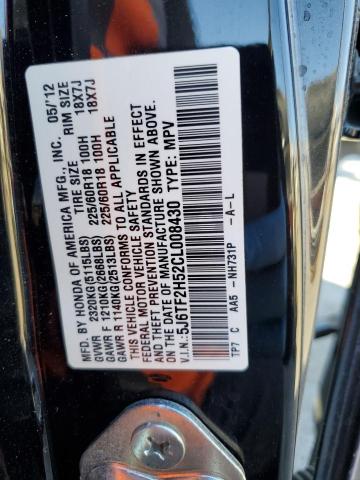 MFD. BY HONDA OF AMERICA MFG., INC. 05/'12
TIRE SIZE RIM SIZE
GVWR 2320KG(5115LBS)
GAWR F 1210KG(2668LBS) 225/60R18 100H 18X7J
GAWR R 1140KG(2513LBS) 225/60R18 100H 18X7J
THIS VEHICLE CONFORMS TO ALL APPLICABLE
FEDERAL MOTOR VEHICLE SAFETY
AND THEFT PREVENTION STANDARDS IN EFFECT
ON THE DATE OF MANUFACTURE SHOWN ABOVE.
V.I.N.: 5J6TF2H52CL008430 TYPE: MPV
TP7 C AA5 - NH731P -A-L